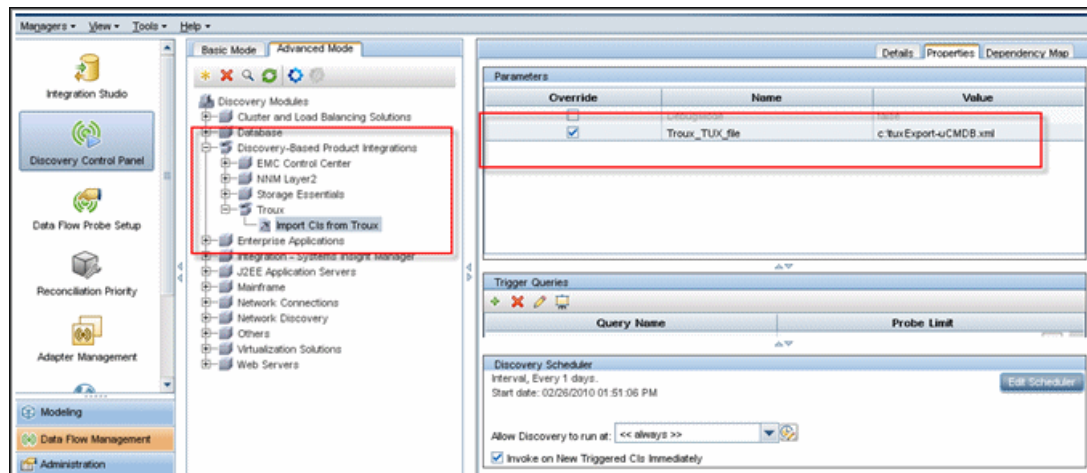 Managers View Tools Help
Integration Studio
Discovery Control Panel
Data Flow Probe Setup
Reconciliation Priority
Adapter Management
Modeling
Data Flow Management
Administration
Basic Mode Advanced Mode
Discovery Modules
Cluster and Load Balancing Solutions
Database
Discovery-Based Product Integrations
EMC Control Center
NNM Layer2
Storage Essentials
Troux
Import CIs from Troux
Enterprise Applications
Integration - Systems Insight Manager
J2EE Application Servers
Mainframe
Network Connections
Network Discovery
Others
Virtualization Solutions
Web Servers
Details Properties Dependency Map
Parameters
Override Name Value
DebugMode false
Troux_TUX_file c:\tuxExport-uCMDB.xml
Trigger Queries
Query Name Probe Limit
Discovery Scheduler
Interval, Every 1 days.
Edit Scheduler
Start date: 02/26/2010 01:51:06 PM
Allow Discovery to run at: << always >>
Invoke on New Triggered CIs Immediately